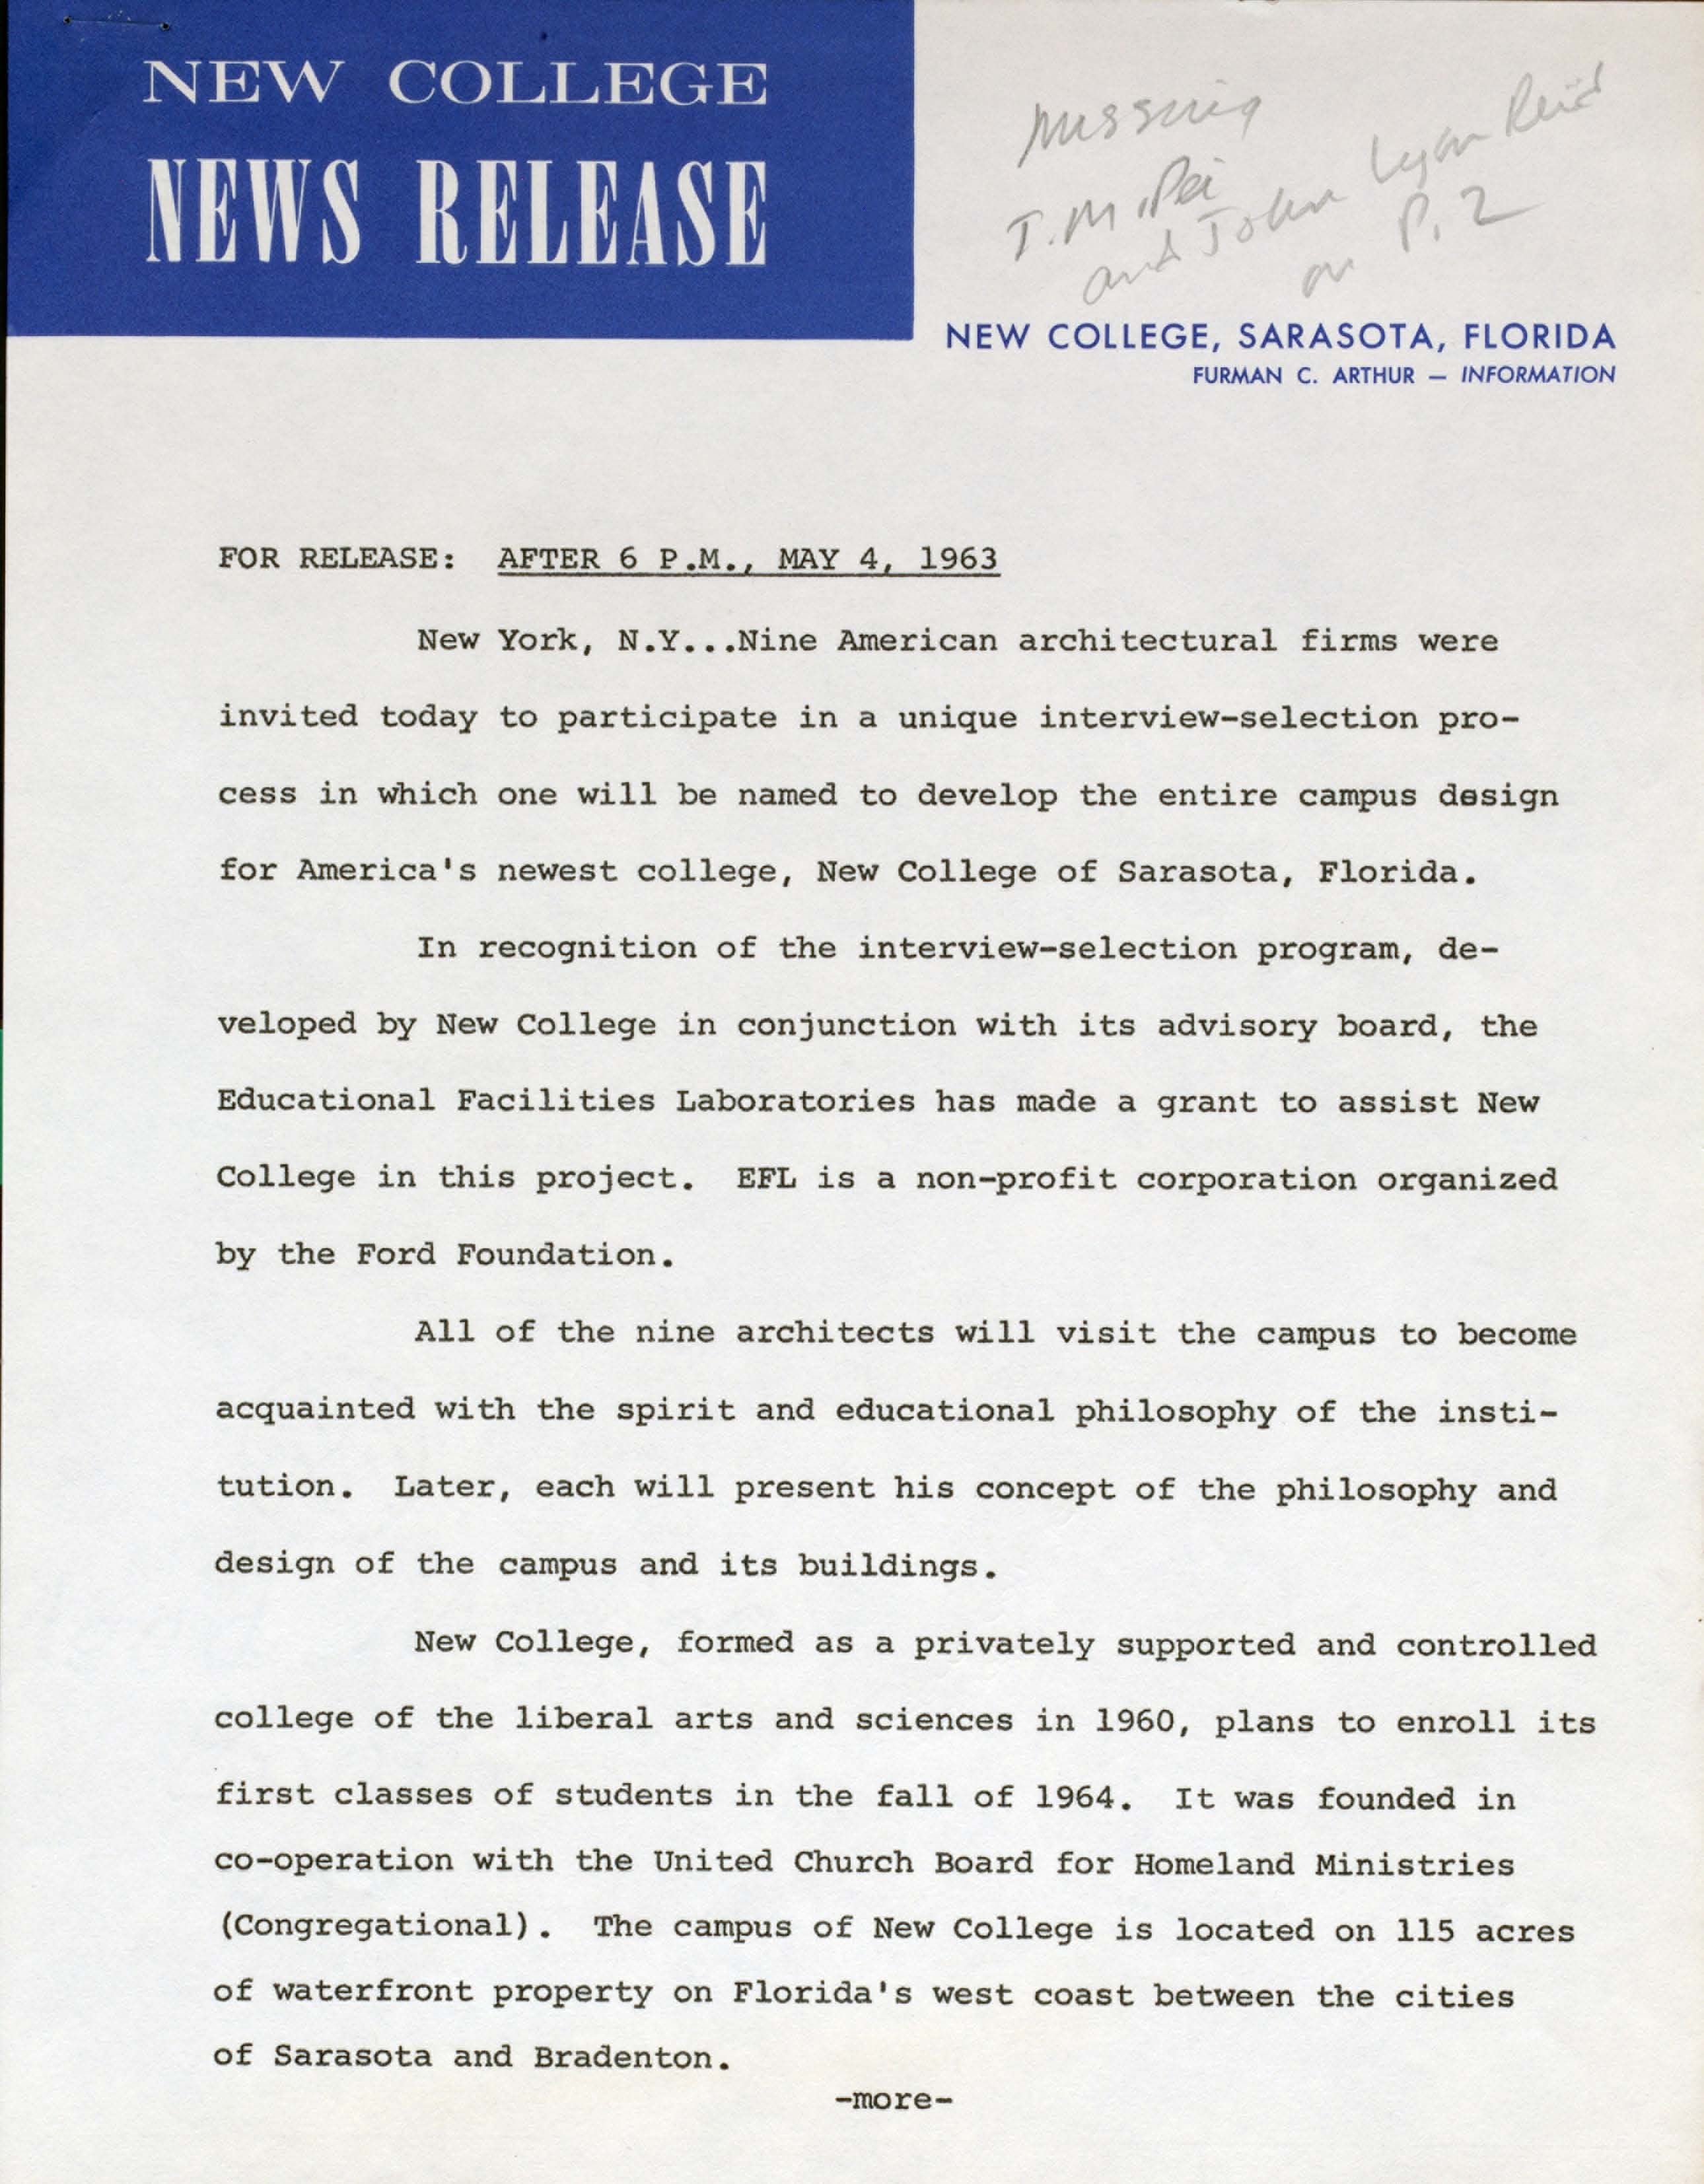 NEW COLLEGE
NEWS RELEASE
Missing
I.M. Pei
and John Lyon Reid
on P. 2
NEW COLLEGE, SARASOTA, FLORIDA
FURMAN C. ARTHUR — INFORMATION
FOR RELEASE: AFTER 6 P.M., MAY 4, 1963
New York, N.Y...Nine American architectural firms were
invited today to participate in a unique interview-selection pro-
cess in which one will be named to develop the entire campus design
for America's newest college, New College of Sarasota, Florida.
In recognition of the interview-selection program, de-
veloped by New College in conjunction with its advisory board, the
Educational Facilities Laboratories has made a grant to assist New
College in this project. EFL is a non-profit corporation organized
by the Ford Foundation.
All of the nine architects will visit the campus to become
acquainted with the spirit and educational philosophy of the insti-
tution. Later, each will present his concept of the philosophy and
design of the campus and its buildings.
New College, formed as a privately supported and controlled
college of the liberal arts and sciences in 1960, plans to enroll its
first classes of students in the fall of 1964. It was founded in
co-operation with the United Church Board for Homeland Ministries
(Congregational). The campus of New College is located on 115 acres
of waterfront property on Florida's west coast between the cities
of Sarasota and Bradenton.
-more-